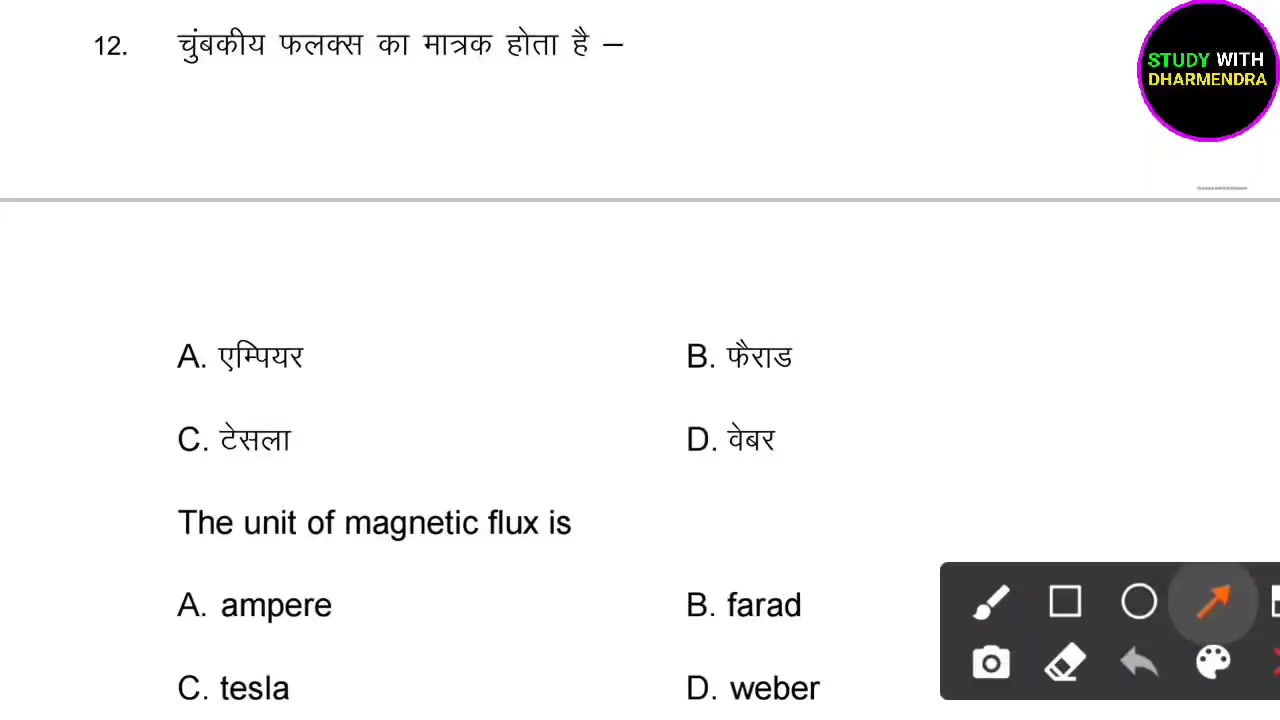 12. चुंबकीय फलक्स का मात्रक होता है –
STUDY WITH
DHARMENDRA
A. एम्पियर B. फैराड
C. टेसला D. वेबर
The unit of magnetic flux is
A. ampere B. farad
C. tesla D. weber